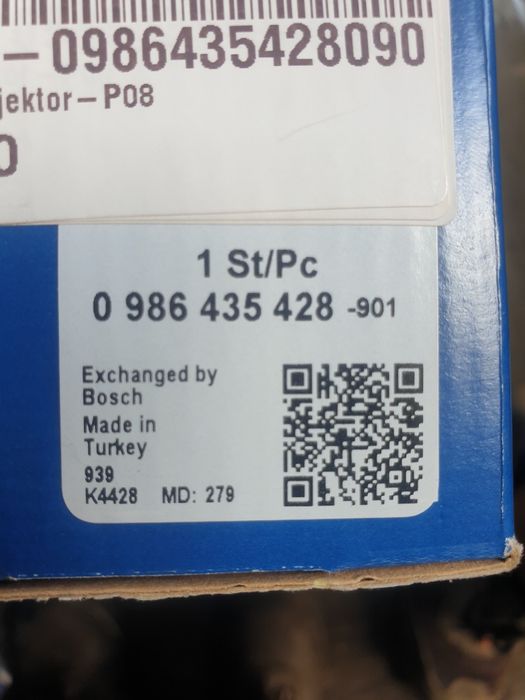 -0986435428090
jektor-P08
0
1 St/Pc
0 986 435 428 -901
Exchanged by
Bosch
Made in
Turkey
939
K4428 MD: 279